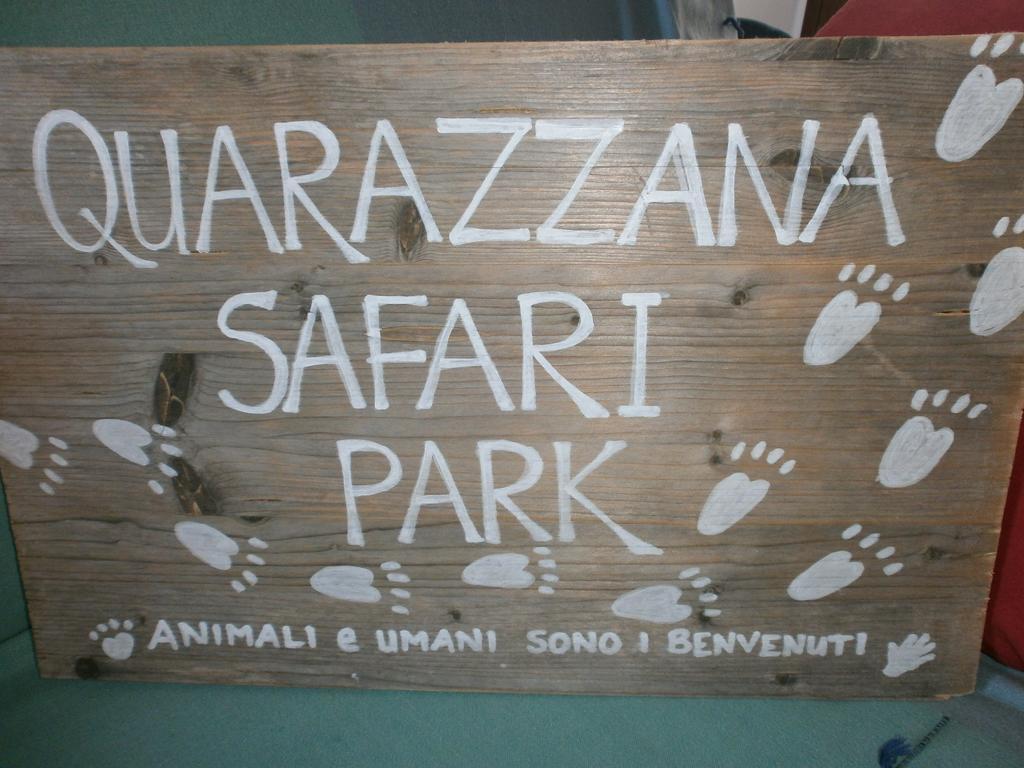 QUARAZZANA
SAFARI
PARK
ANIMALI e UMANI SONO I BENVENUTI